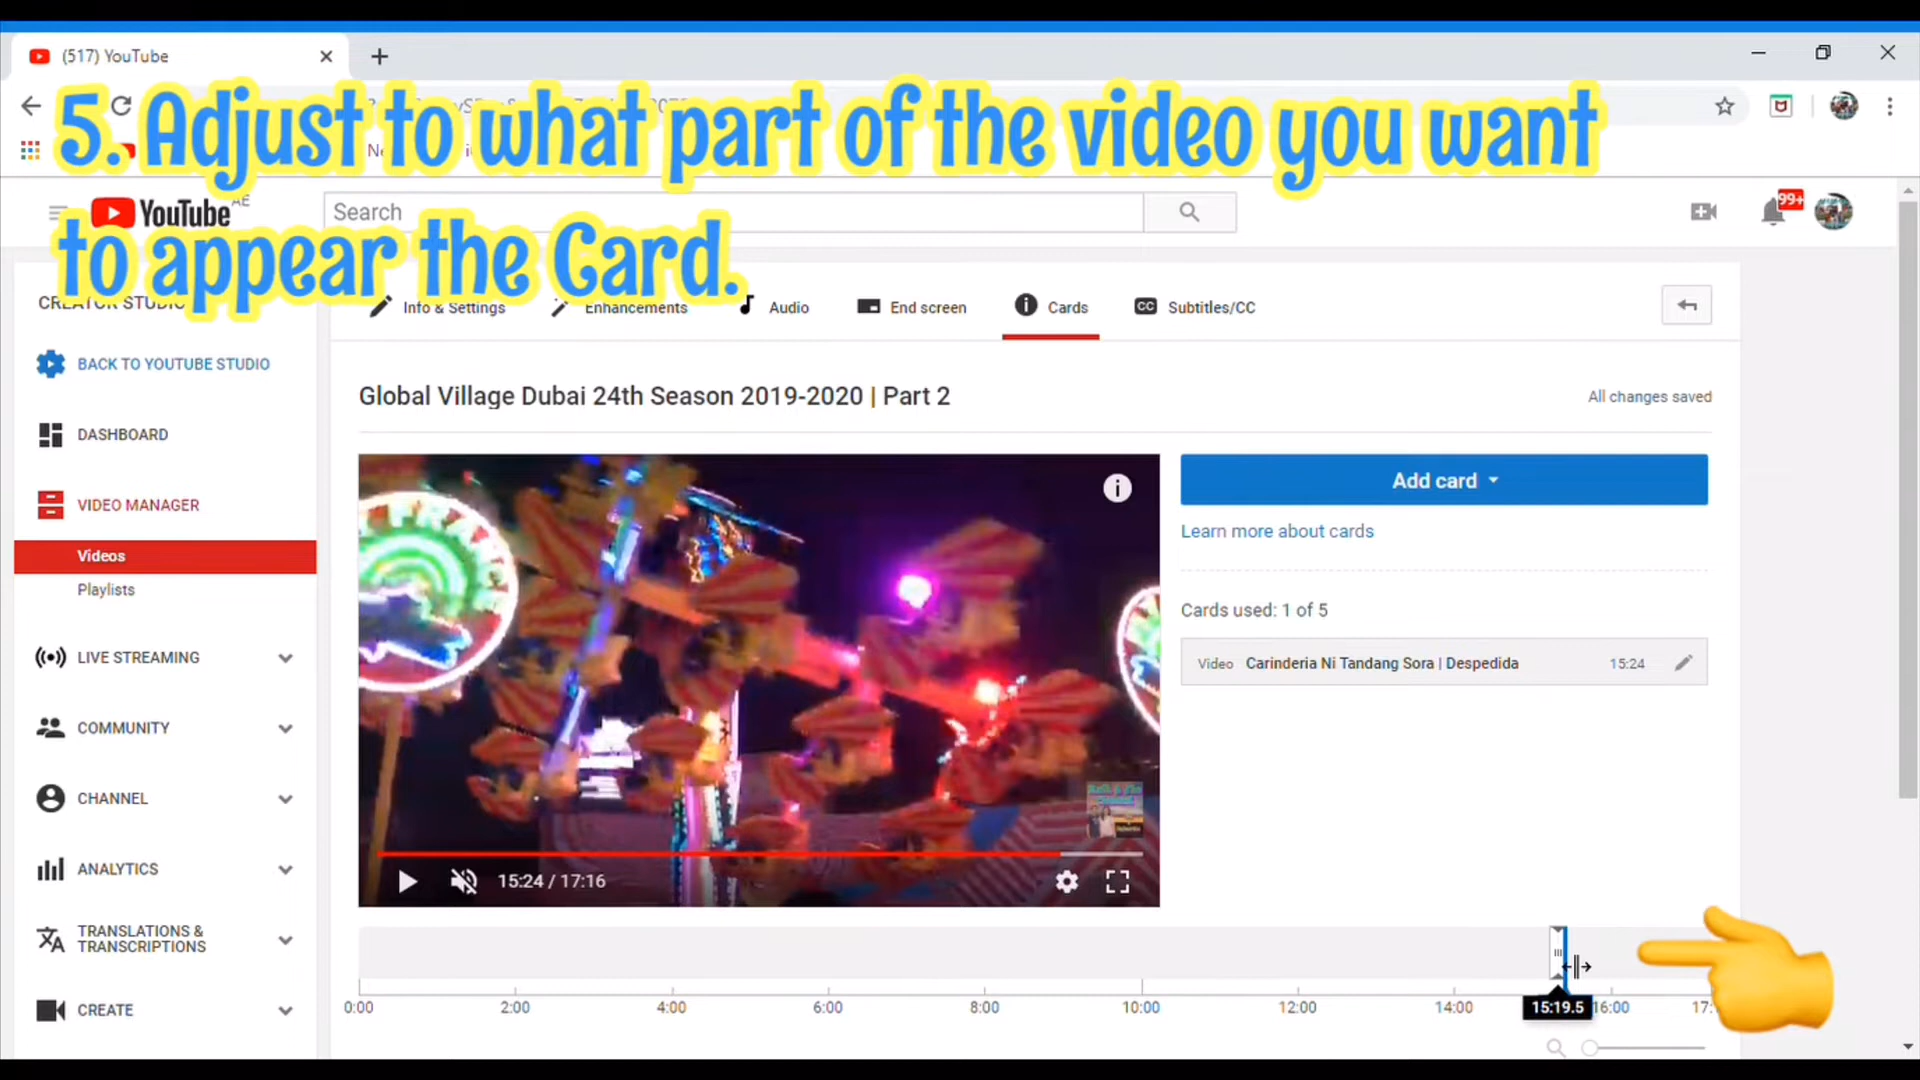 (517) YouTube
5. Adjust to what part of the video you want
to appear the Card.
YouTube AE
Search
99+
CREATOR STUDIO
Info & Settings
Enhancements
Audio
End screen
Cards
CC Subtitles/CC
BACK TO YOUTUBE STUDIO
DASHBOARD
VIDEO MANAGER
Videos
Playlists
LIVE STREAMING
COMMUNITY
CHANNEL
ANALYTICS
TRANSLATIONS &
TRANSCRIPTIONS
CREATE
Global Village Dubai 24th Season 2019-2020 | Part 2
All changes saved
Add card
Learn more about cards
Cards used: 1 of 5
Video Carinderia Ni Tandang Sora | Despedida 15:24
15:24 / 17:16
0:00 2:00 4:00 6:00 8:00 10:00 12:00 14:00 15:19.5 16:00